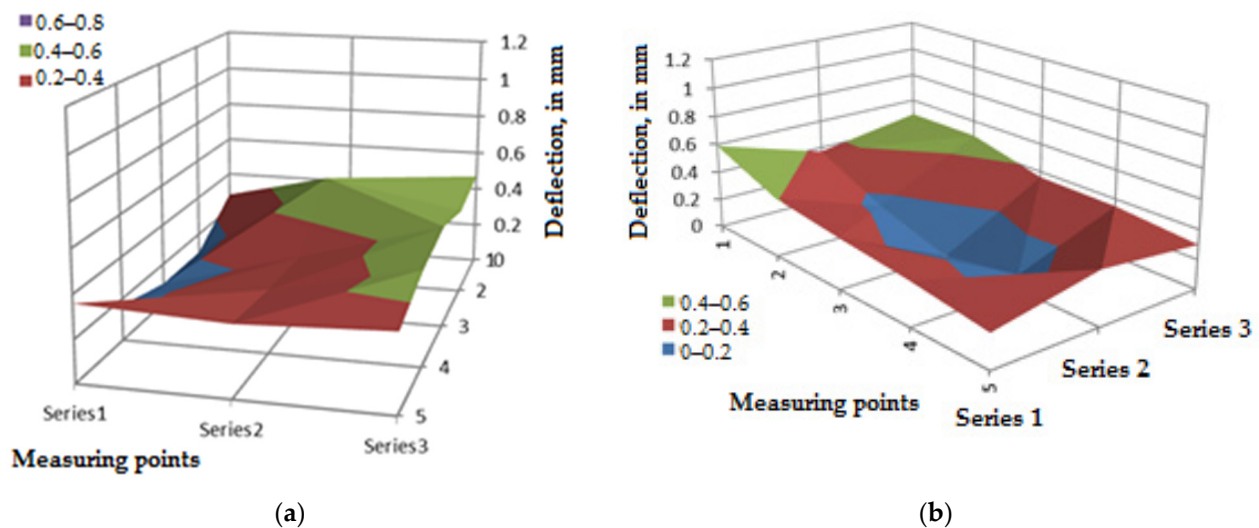 0.6–0.8
0.4–0.6
0.2–0.4
1.2
1
0.8
0.6
0.4
0.2
10
2
3
4
5
Deflection, in mm
Series1
Series2
Series3
Measuring points
(a)
Deflection, in mm
1.2
1
0.8
0.6
0.4
0.2
0
1
2
3
4
5
0.4–0.6
0.2–0.4
0–0.2
Series 3
Series 2
Series 1
Measuring points
(b)